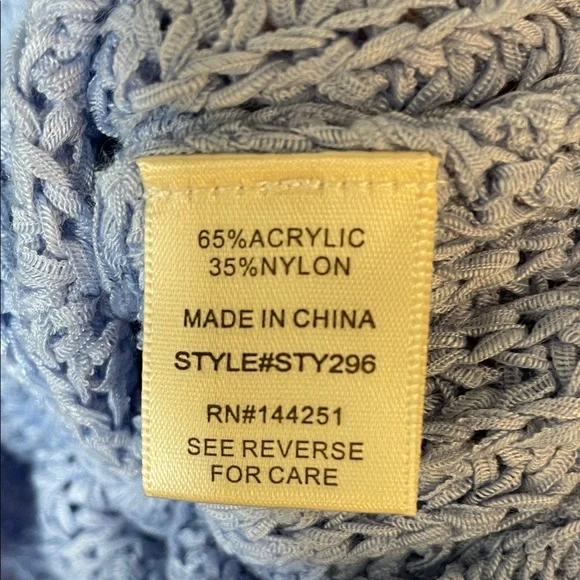 65%ACRYLIC
35%NYLON
MADE IN CHINA
STYLE#STY296
RN#144251
SEE REVERSE
FOR CARE